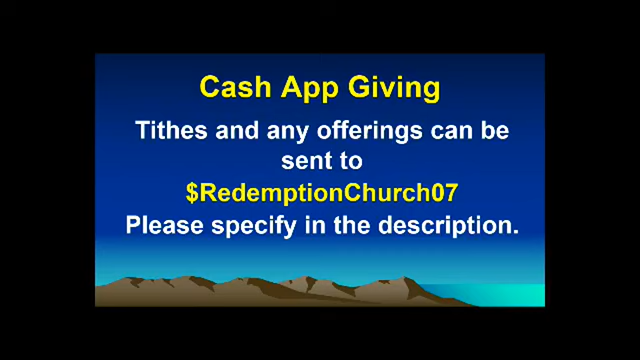 Cash App Giving
Tithes and any offerings can be
sent to
$RedemptionChurch07
Please specify in the description.